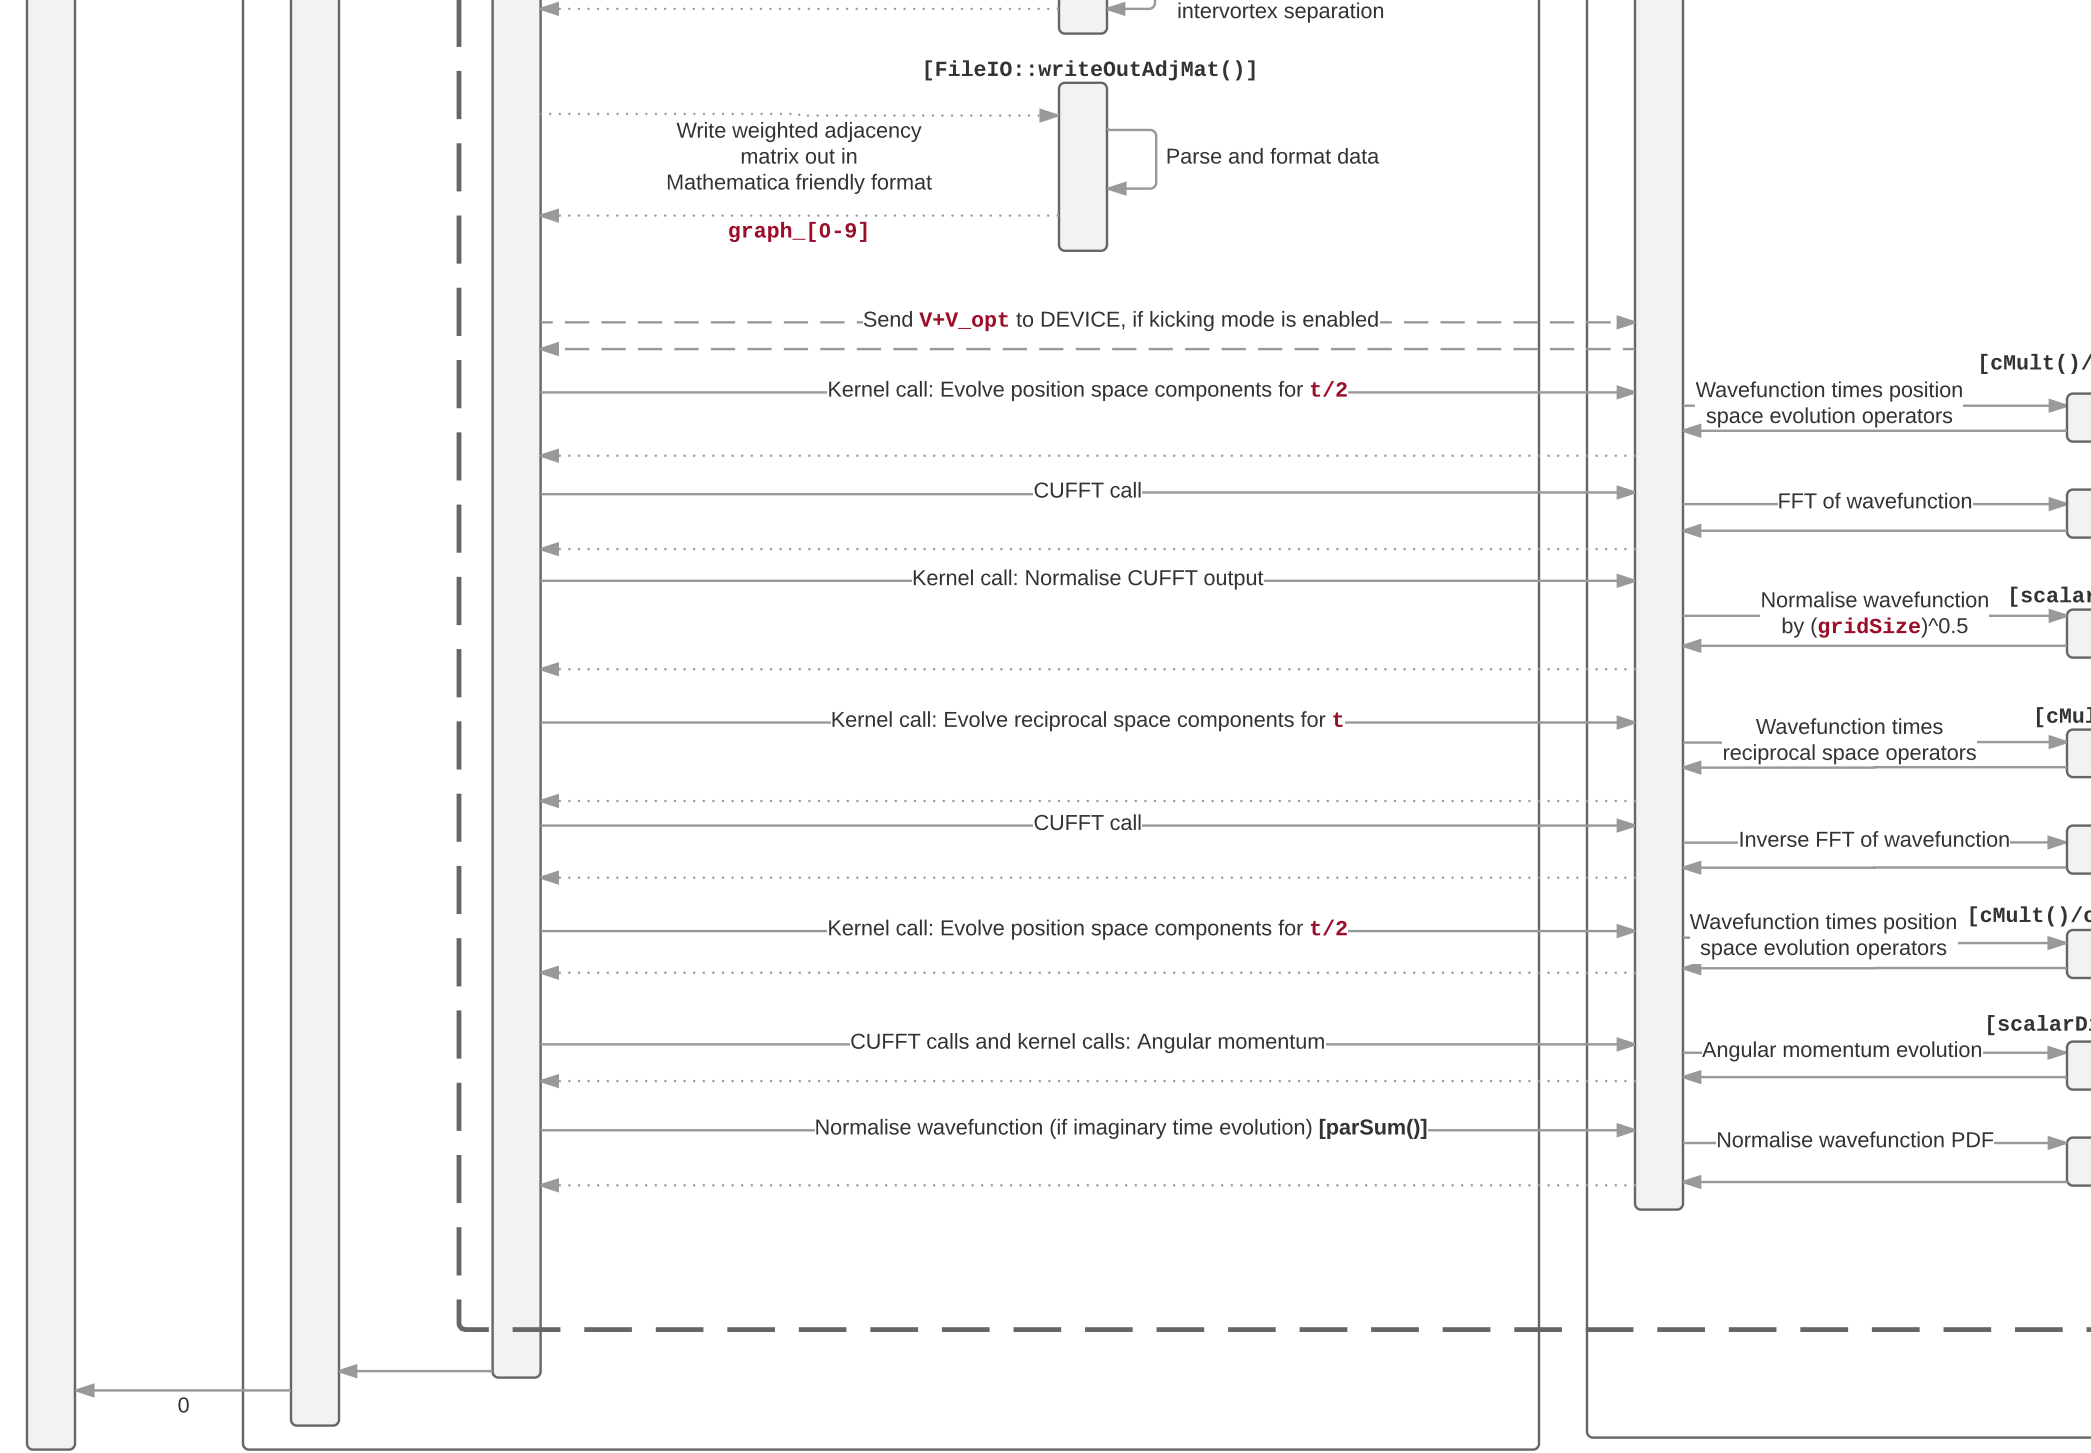 intervortex separation
[FileIO::writeOutAdjMat()]
Write weighted adjacency
matrix out in
Mathematica friendly format
Parse and format data
graph_[0-9]
Send V+V_opt to DEVICE, if kicking mode is enabled
[cMult()/
Kernel call: Evolve position space components for t/2
Wavefunction times position
space evolution operators
CUFFT call
FFT of wavefunction
Kernel call: Normalise CUFFT output
[scalar
Normalise wavefunction
by (gridSize)^0.5
Kernel call: Evolve reciprocal space components for t
[cMul
Wavefunction times
reciprocal space operators
CUFFT call
Inverse FFT of wavefunction
Kernel call: Evolve position space components for t/2
[cMult()/c
Wavefunction times position
space evolution operators
[scalarDi
CUFFT calls and kernel calls: Angular momentum
Angular momentum evolution
Normalise wavefunction (if imaginary time evolution) [parSum()]
Normalise wavefunction PDF
0